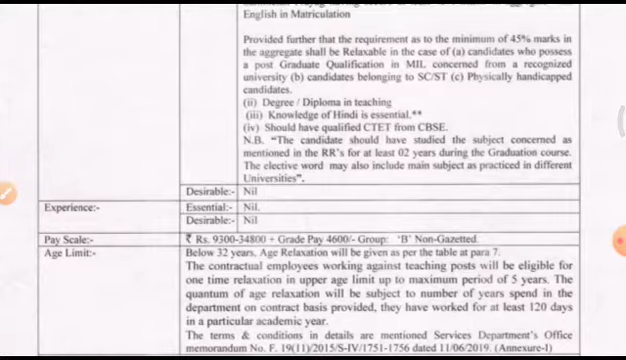 English in Matriculation
Provided further that the requirement as to the minimum of 45% marks in
the aggregate shall be Relaxable in the case of (a) candidates who possess
a post Graduate Qualification in MIL concerned from a recognized
university (b) candidates belonging to SC/ST (c) Physically handicapped
candidates.
(ii) Degree / Diploma in teaching
(iii) Knowledge of Hindi is essential.**
(iv) Should have qualified CTET from CBSE.
N.B. "The candidate should have studied the subject concerned as
mentioned in the RR's for at least 02 years during the Graduation course.
The elective word may also include main subject as practiced in different
Universities".
Desirable:- Nil
Experience:- Essential:- Nil.
Desirable:- Nil
Pay Scale:- ₹ Rs. 9300-34800 + Grade Pay 4600/- Group: 'B' Non-Gazetted.
Age Limit:- Below 32 years. Age Relaxation will be given as per the table at para 7.
The contractual employees working against teaching posts will be eligible for
one time relaxation in upper age limit up to maximum period of 5 years. The
quantum of age relaxation will be subject to number of years spend in the
department on contract basis provided, they have worked for at least 120 days
in a particular academic year.
The terms & conditions in details are mentioned Services Department's Office
memorandum No. F. 19(11)/2015/S-IV/1751-1756 dated 11/06/2019. (Annexure-I)